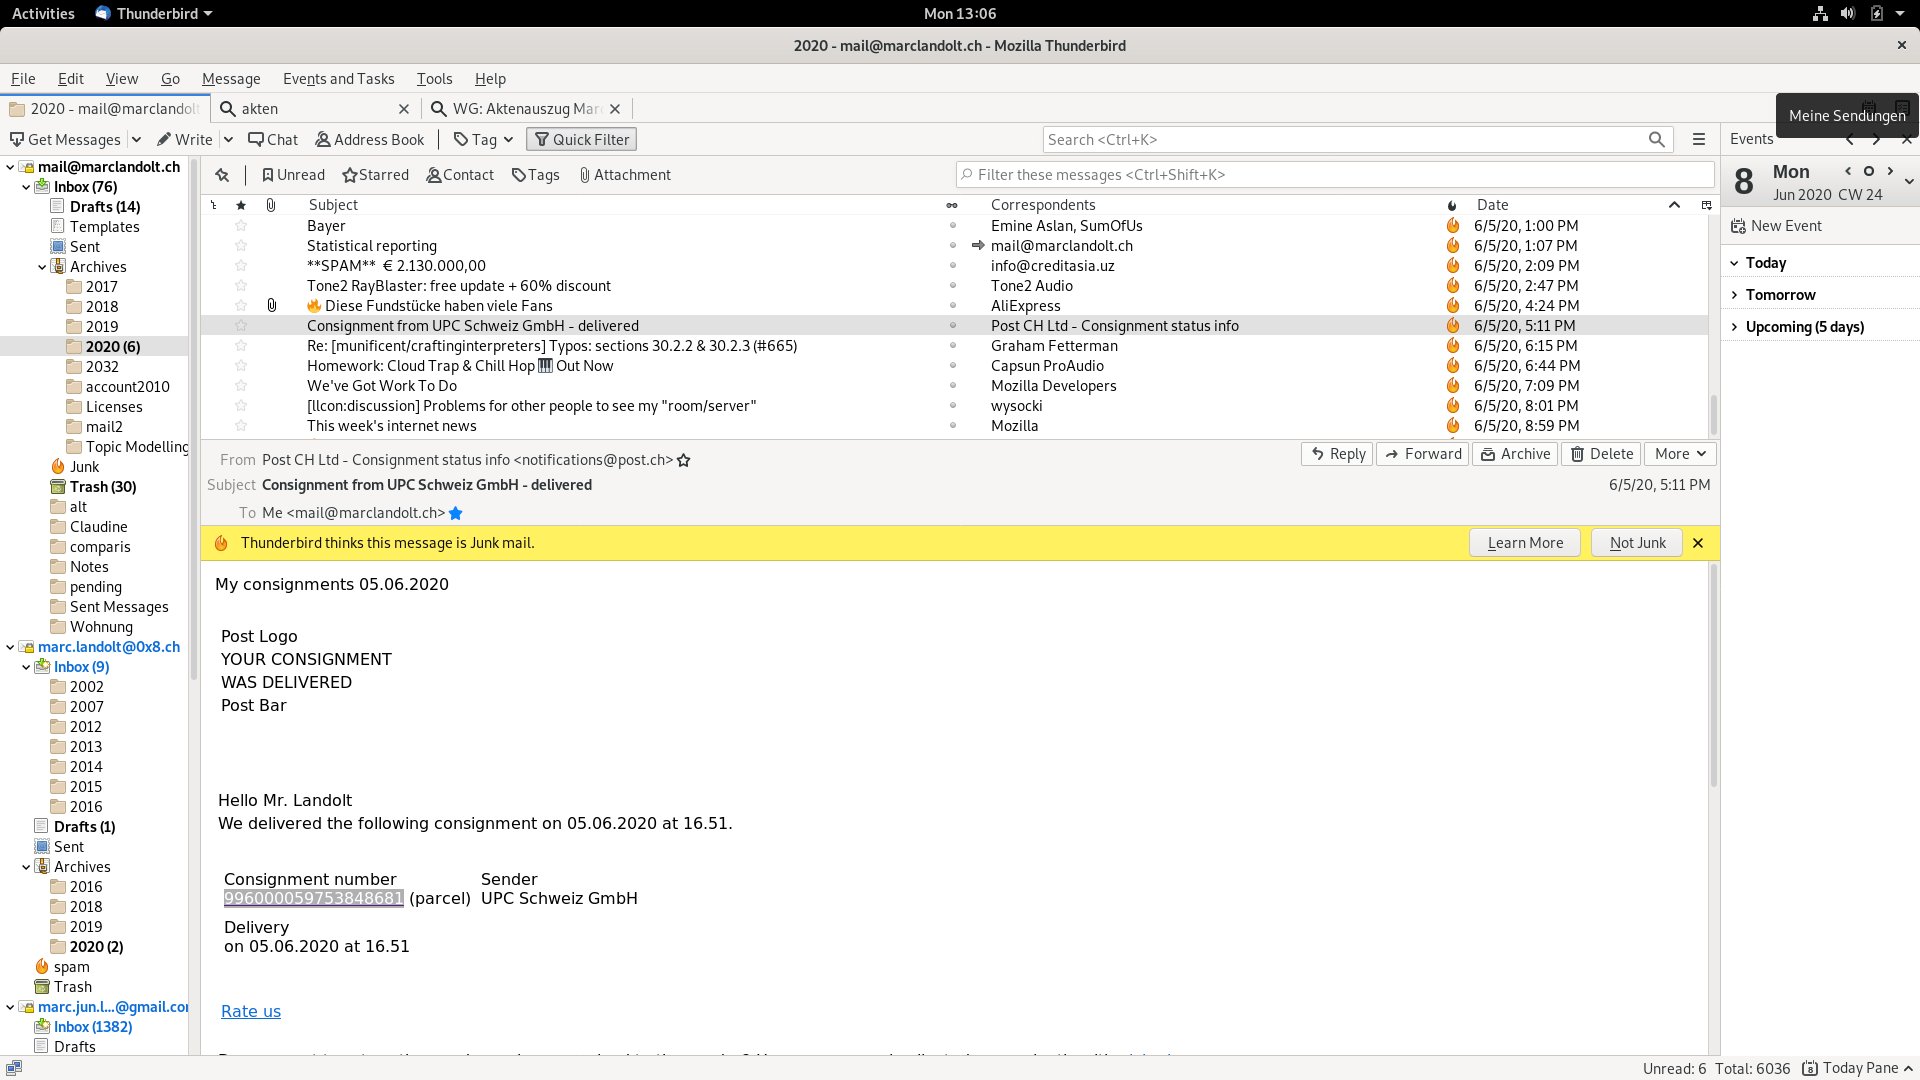 Activities Thunderbird Mon 13:06
2020 - mail@marclandolt.ch - Mozilla Thunderbird
File Edit View Go Message Events and Tasks Tools Help
2020 - mail@marclandolt
akten
WG: Aktenauszug Mar
Meine Sendungen
Get Messages Write Chat Address Book Tag Quick Filter Search <Ctrl+K>
Events
Unread Starred Contact Tags Attachment Filter these messages <Ctrl+Shift+K>
8 Mon
Jun 2020 CW 24
New Event
Today
Tomorrow
Upcoming (5 days)
mail@marclandolt.ch
Inbox (76)
Drafts (14)
Templates
Sent
Archives
2017
2018
2019
2020 (6)
2032
account2010
Licenses
mail2
Topic Modelling
Junk
Trash (30)
alt
Claudine
comparis
Notes
pending
Sent Messages
Wohnung
marc.landolt@0x8.ch
Inbox (9)
2002
2007
2012
2013
2014
2015
2016
Drafts (1)
Sent
Archives
2016
2018
2019
2020 (2)
spam
Trash
marc.jun.l...@gmail.co
Inbox (1382)
Drafts
Subject Correspondents Date
Bayer Emine Aslan, SumOfUs 6/5/20, 1:00 PM
Statistical reporting mail@marclandolt.ch 6/5/20, 1:07 PM
**SPAM** € 2.130.000,00 info@creditasia.uz 6/5/20, 2:09 PM
Tone2 RayBlaster: free update + 60% discount Tone2 Audio 6/5/20, 2:47 PM
🔥 Diese Fundstücke haben viele Fans AliExpress 6/5/20, 4:24 PM
Consignment from UPC Schweiz GmbH - delivered Post CH Ltd - Consignment status info 6/5/20, 5:11 PM
Re: [munificent/craftinginterpreters] Typos: sections 30.2.2 & 30.2.3 (#665) Graham Fetterman 6/5/20, 6:15 PM
Homework: Cloud Trap & Chill Hop 🎹 Out Now Capsun ProAudio 6/5/20, 6:44 PM
We've Got Work To Do Mozilla Developers 6/5/20, 7:09 PM
[llcon:discussion] Problems for other people to see my "room/server" wysocki 6/5/20, 8:01 PM
This week's internet news Mozilla 6/5/20, 8:59 PM
From Post CH Ltd - Consignment status info <notifications@post.ch>
Reply Forward Archive Delete More
Subject Consignment from UPC Schweiz GmbH - delivered 6/5/20, 5:11 PM
To Me <mail@marclandolt.ch>
Thunderbird thinks this message is Junk mail. Learn More Not Junk
My consignments 05.06.2020
Post Logo
YOUR CONSIGNMENT
WAS DELIVERED
Post Bar
Hello Mr. Landolt
We delivered the following consignment on 05.06.2020 at 16.51.
Consignment number Sender
996000059753848681 (parcel) UPC Schweiz GmbH
Delivery
on 05.06.2020 at 16.51
Rate us
Unread: 6 Total: 6036 8 Today Pane